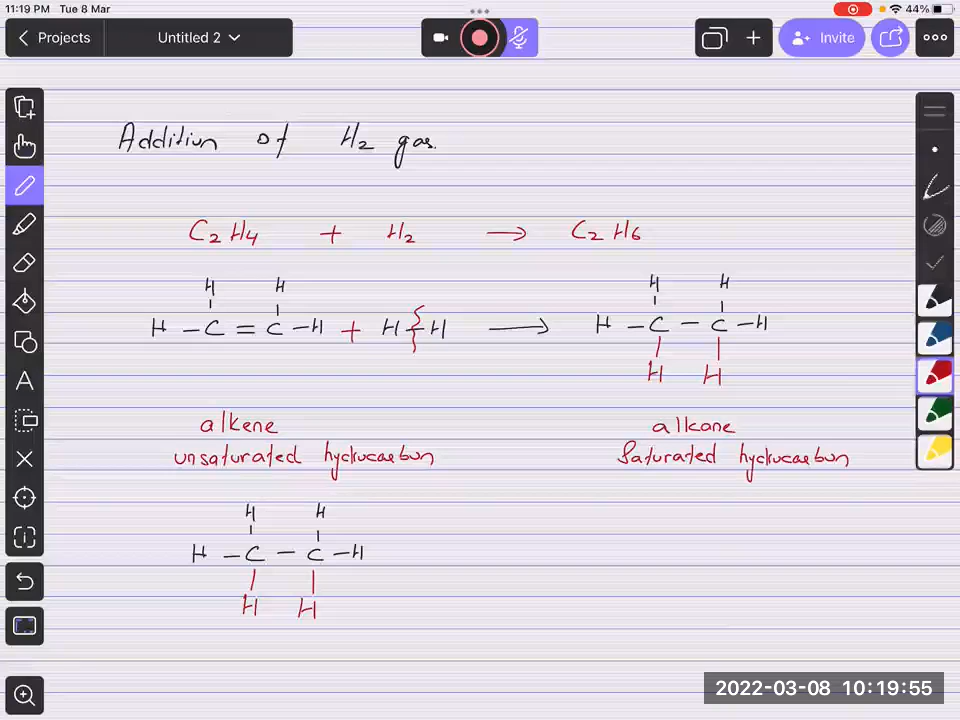 11:19 PM Tue 8 Mar
44%
Projects
Untitled 2
Invite
Addition of H2 gas.
C2H4 + H2 → C2H6
H H
H – C = C – H + H – H → H – C – C – H
H H
H H
alkene
alkane
unsaturated hydrocarbon
Saturated hydrocarbon
H H
H – C – C – H
H H
A
2022-03-08 10:19:55